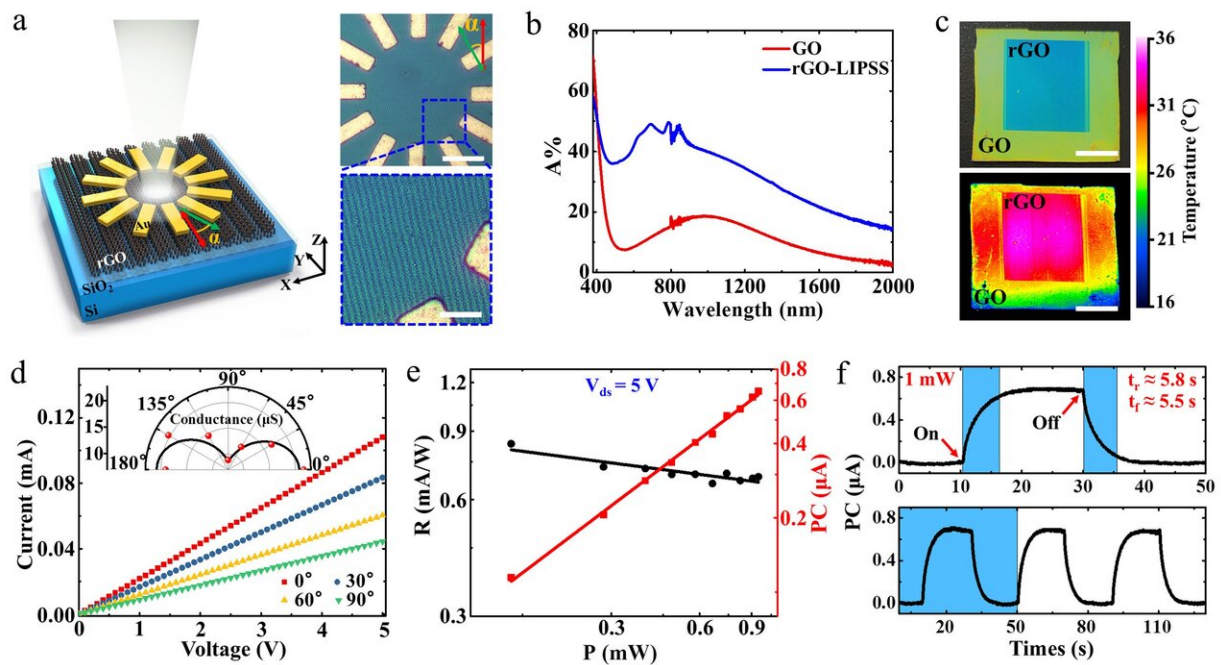 a
α
Au
α
rGO
SiO₂
Si
Z
Y
X
b
80
60
40
20
0
A%
GO
rGO-LIPSS
400
800
1200
1600
2000
Wavelength (nm)
c
rGO
GO
rGO
GO
36
31
26
21
16
Temperature (°C)
d
0.12
0.08
0.04
0.00
Current (mA)
90°
135°
45°
180°
0°
20
15
10
Conductance (μS)
0°
30°
60°
90°
0
1
2
3
4
5
Voltage (V)
e
V_ds = 5 V
1.2
0.9
0.6
0.3
R (mA/W)
0.8
0.6
0.4
0.2
PC (μA)
0.3
0.6
0.9
P (mW)
f
0.8
0.4
0.0
1 mW
tᵣ ≈ 5.8 s
t_f ≈ 5.5 s
On
Off
0
10
20
30
40
50
PC (μA)
0.8
0.4
0.0
20
50
80
110
Times (s)